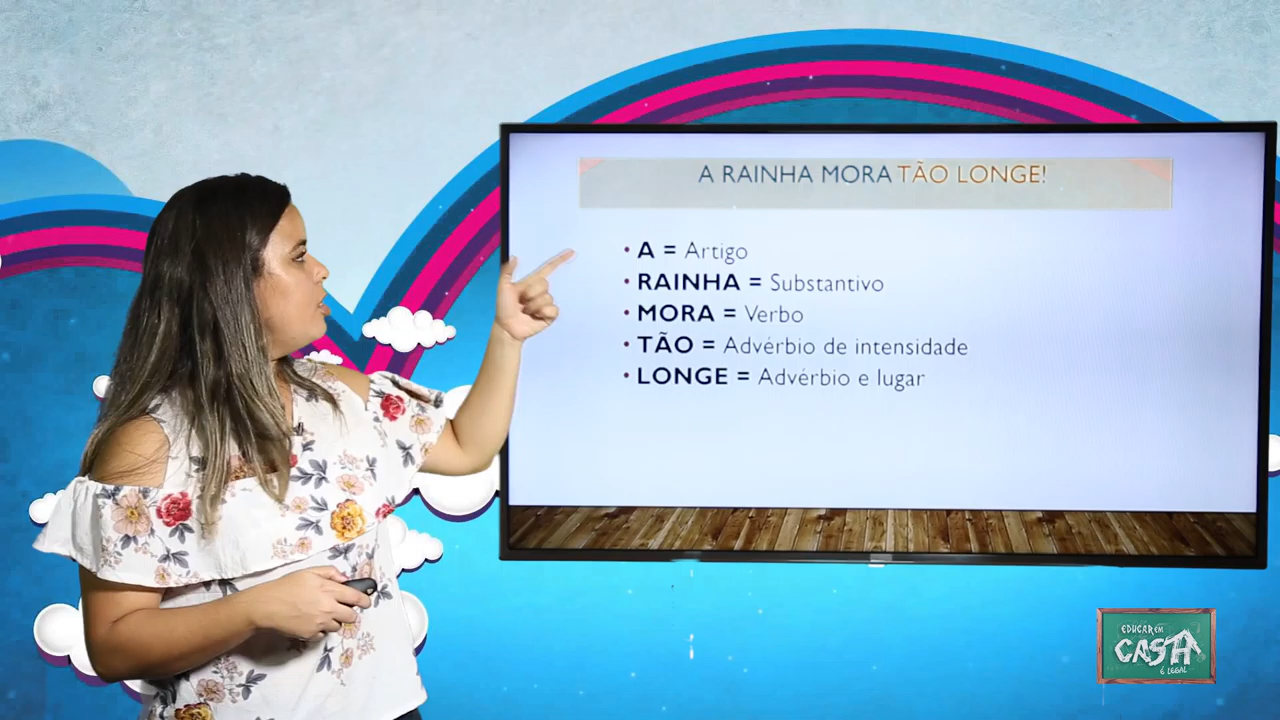 A RAINHA MORA TÃO LONGE!
• A = Artigo
• RAINHA = Substantivo
• MORA = Verbo
• TÃO = Advérbio de intensidade
• LONGE = Advérbio e lugar
EDUCAR EM
CASA
É LEGAL